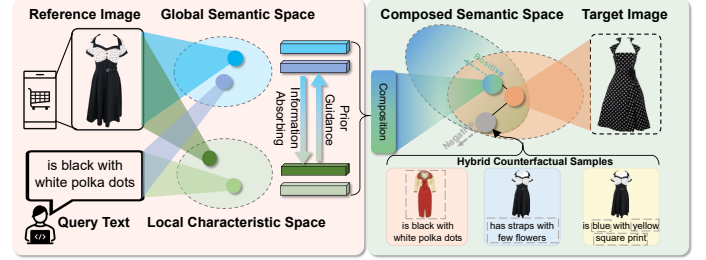 Reference Image
Global Semantic Space
Composed Semantic Space
Target Image
Information
Absorbing
Prior
Guidance
Composition
Positive
Negative
is black with
white polka dots
Query Text
Local Characteristic Space
Hybrid Counterfactual Samples
is black with
white polka dots
has straps with
few flowers
is blue with yellow
square print